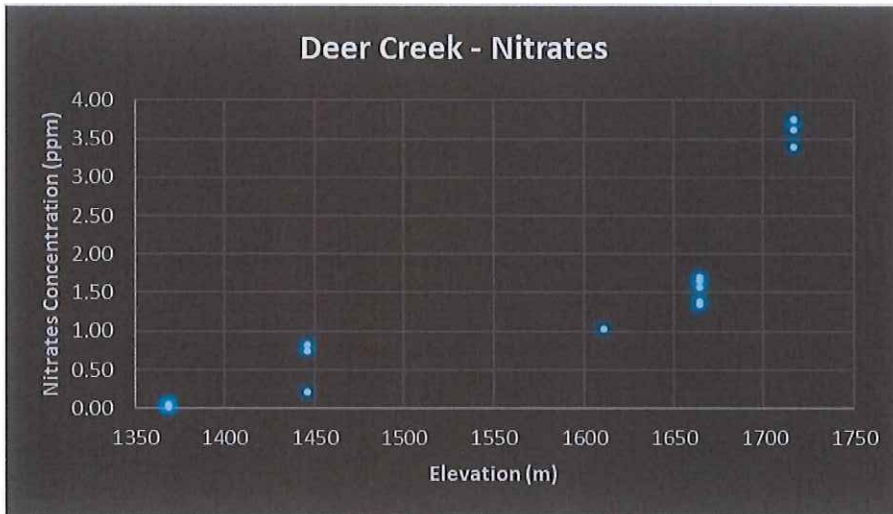 Deer Creek - Nitrates
Nitrates Concentration (ppm)
4.00
3.50
3.00
2.50
2.00
1.50
1.00
0.50
0.00
1350 1400 1450 1500 1550 1600 1650 1700 1750
Elevation (m)